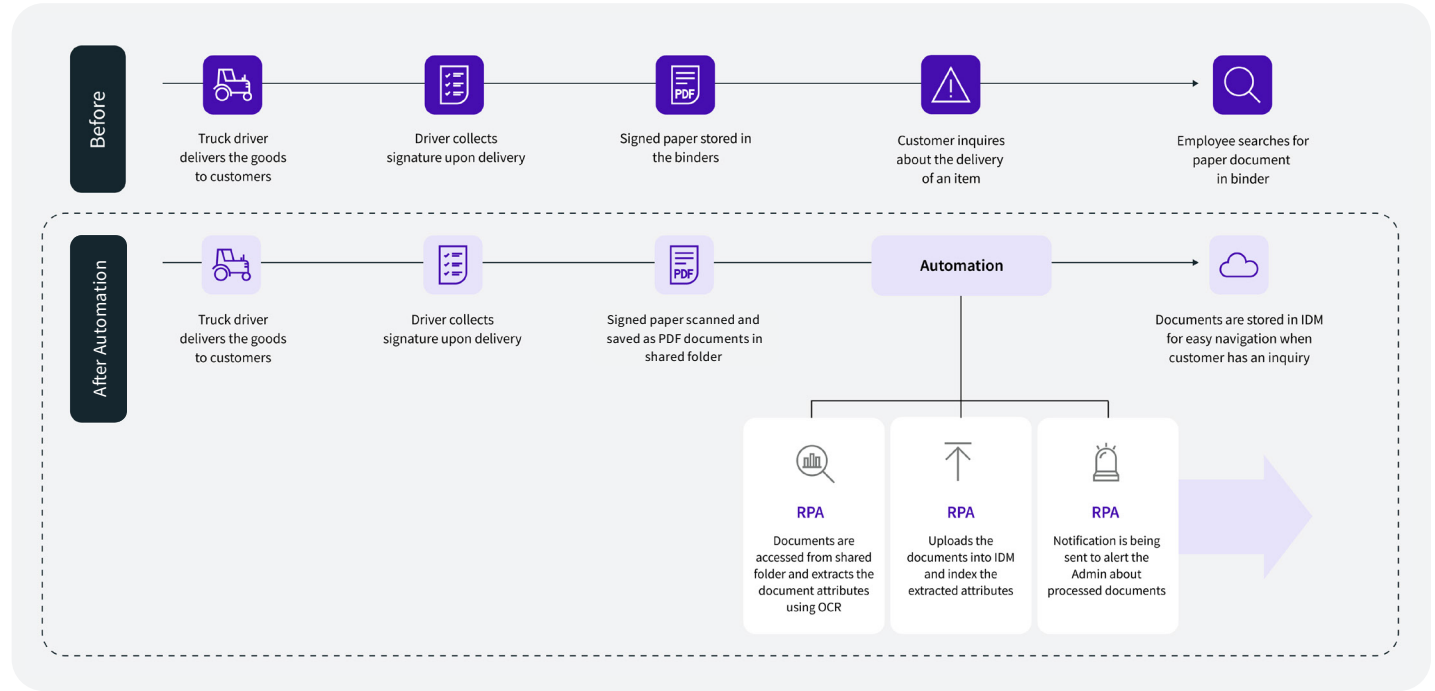 Before
Truck driver
delivers the goods
to customers
Driver collects
signature upon delivery
PDF
Signed paper stored in
the binders
Customer inquires
about the delivery
of an item
Employee searches for
paper document
in binder
After Automation
Truck driver
delivers the goods
to customers
Driver collects
signature upon delivery
PDF
Signed paper scanned and
saved as PDF documents in
shared folder
Automation
Documents are stored in IDM
for easy navigation when
customer has an inquiry
RPA
Documents are
accessed from shared
folder and extracts the
document attributes
using OCR
RPA
Uploads the
documents into IDM
and index the
extracted attributes
RPA
Notification is being
sent to alert the
Admin about
processed documents